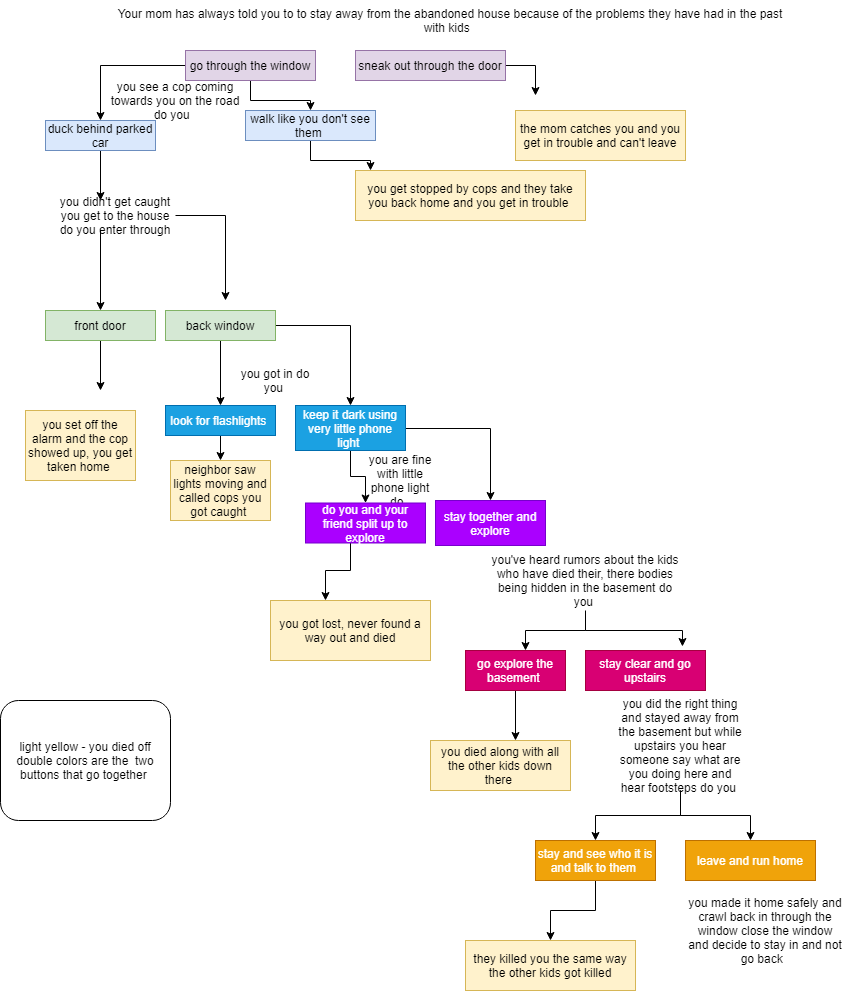 Your mom has always told you to to stay away from the abandoned house because of the problems they have had in the past
with kids
go through the window
sneak out through the door
you see a cop coming
towards you on the road
do you
duck behind parked
car
walk like you don't see
them
the mom catches you and you
get in trouble and can't leave
you get stopped by cops and they take
you back home and you get in trouble
you didn't get caught
you get to the house
do you enter through
front door
back window
you got in do
you
you set off the
alarm and the cop
showed up, you get
taken home
look for flashlights
keep it dark using
very little phone
light
neighbor saw
lights moving and
called cops you
got caught
you are fine
with little
phone light
do
do you and your
friend split up to
explore
stay together and
explore
you've heard rumors about the kids
who have died their, there bodies
being hidden in the basement do
you
you got lost, never found a
way out and died
go explore the
basement
stay clear and go
upstairs
you did the right thing
and stayed away from
the basement but while
upstairs you hear
someone say what are
you doing here and
hear footsteps do you
light yellow - you died off
double colors are the two
buttons that go together
you died along with all
the other kids down
there
stay and see who it is
and talk to them
leave and run home
you made it home safely and
crawl back in through the
window close the window
and decide to stay in and not
go back
they killed you the same way
the other kids got killed